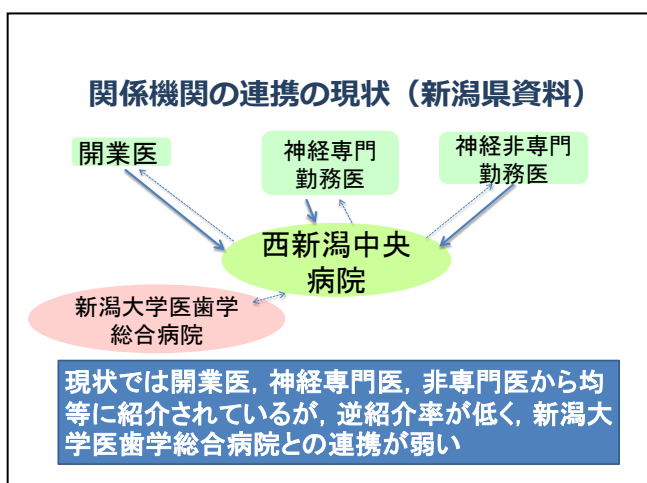 関係機関の連携の現状（新潟県資料）
開業医
神経専門
勤務医
神経非専門
勤務医
西新潟中央
病院
新潟大学医歯学
総合病院
現状では開業医，神経専門医，非専門医から均
等に紹介されているが，逆紹介率が低く，新潟大
学医歯学総合病院との連携が弱い